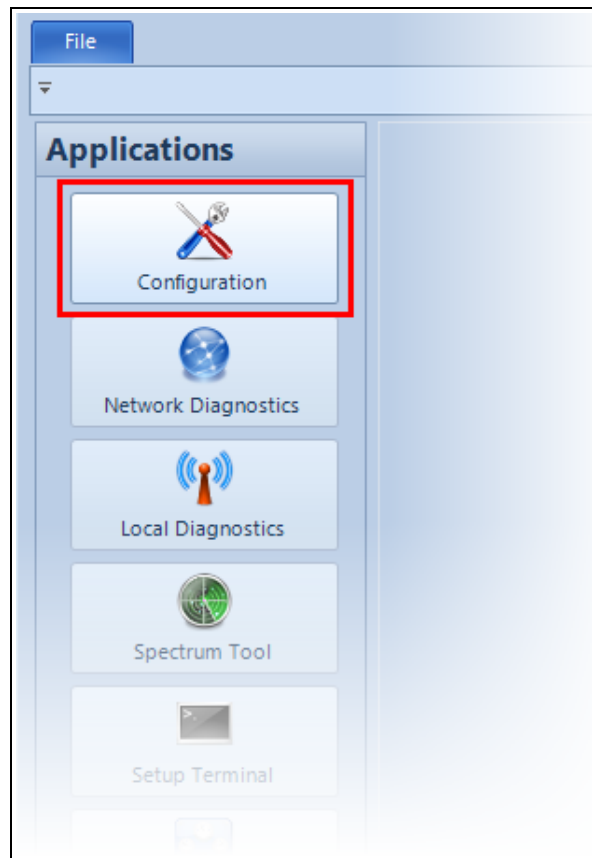 File
Applications
Configuration
Network Diagnostics
Local Diagnostics
Spectrum Tool
Setup Terminal